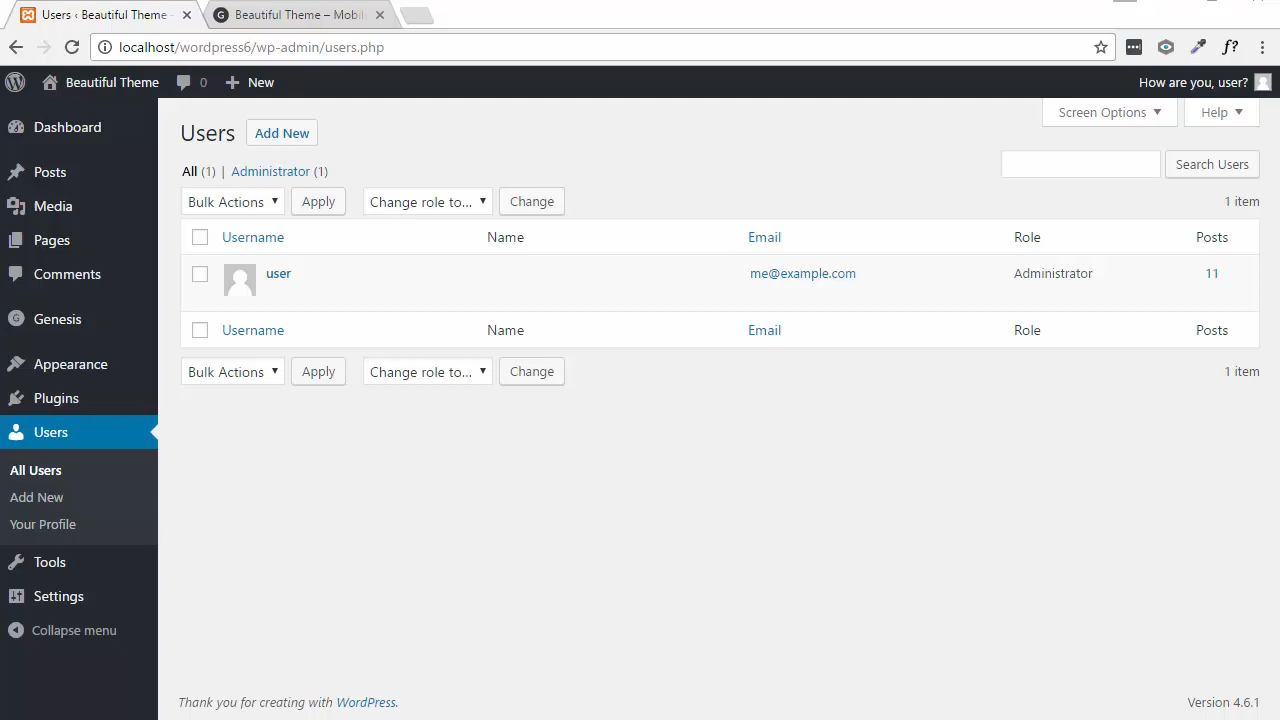 Users ‹ Beautiful Theme -
Beautiful Theme – Mobil
localhost/wordpress6/wp-admin/users.php
f?
Beautiful Theme
0
New
How are you, user?
Dashboard
Posts
Media
Pages
Comments
Genesis
Appearance
Plugins
Users
All Users
Add New
Your Profile
Tools
Settings
Collapse menu
Screen Options
Help
Users
Add New
All (1) | Administrator (1)
Search Users
Bulk Actions
Apply
Change role to...
Change
1 item
Username Name Email Role Posts
user me@example.com Administrator 11
Username Name Email Role Posts
Bulk Actions
Apply
Change role to...
Change
1 item
Thank you for creating with WordPress.
Version 4.6.1